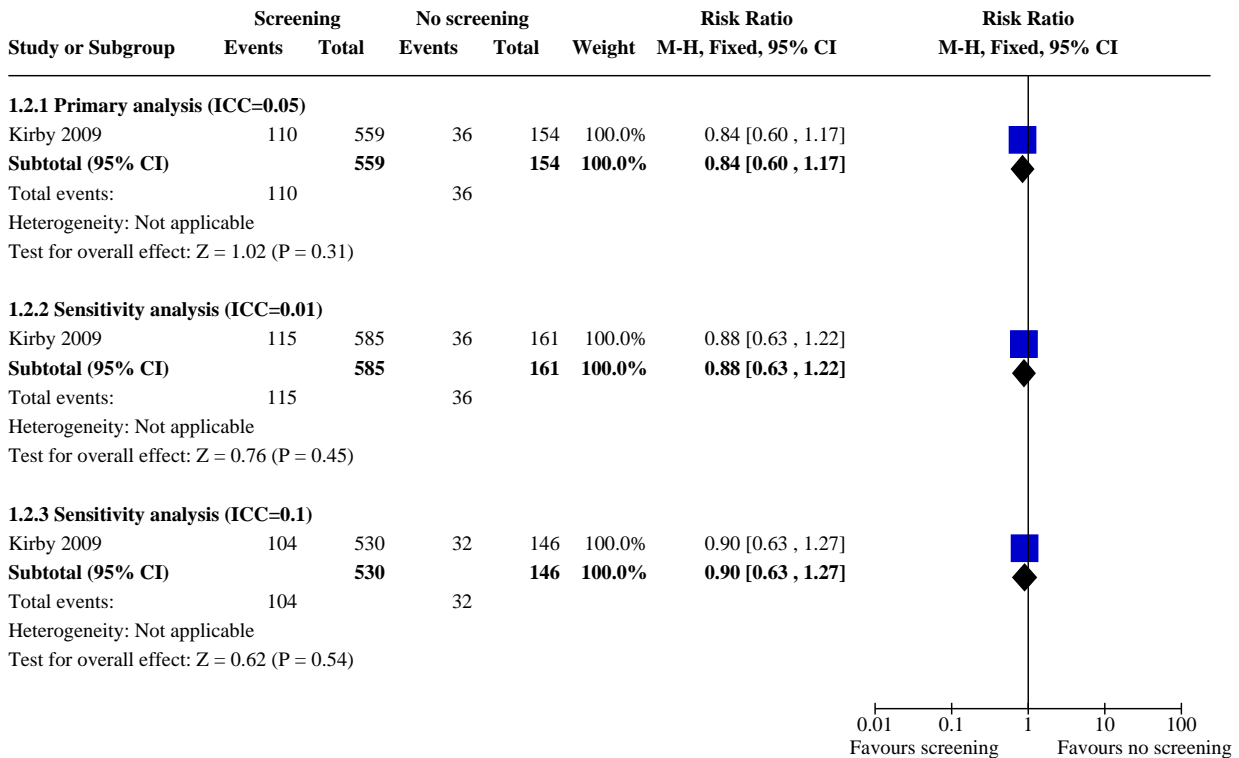 Screening No screening Risk Ratio Risk Ratio
Study or Subgroup Events Total Events Total Weight M-H, Fixed, 95% CI M-H, Fixed, 95% CI
1.2.1 Primary analysis (ICC=0.05)
Kirby 2009 110 559 36 154 100.0% 0.84 [0.60 , 1.17]
Subtotal (95% CI) 559 154 100.0% 0.84 [0.60 , 1.17]
Total events: 110 36
Heterogeneity: Not applicable
Test for overall effect: Z = 1.02 (P = 0.31)
1.2.2 Sensitivity analysis (ICC=0.01)
Kirby 2009 115 585 36 161 100.0% 0.88 [0.63 , 1.22]
Subtotal (95% CI) 585 161 100.0% 0.88 [0.63 , 1.22]
Total events: 115 36
Heterogeneity: Not applicable
Test for overall effect: Z = 0.76 (P = 0.45)
1.2.3 Sensitivity analysis (ICC=0.1)
Kirby 2009 104 530 32 146 100.0% 0.90 [0.63 , 1.27]
Subtotal (95% CI) 530 146 100.0% 0.90 [0.63 , 1.27]
Total events: 104 32
Heterogeneity: Not applicable
Test for overall effect: Z = 0.62 (P = 0.54)
0.01 0.1 1 10 100
Favours screening Favours no screening